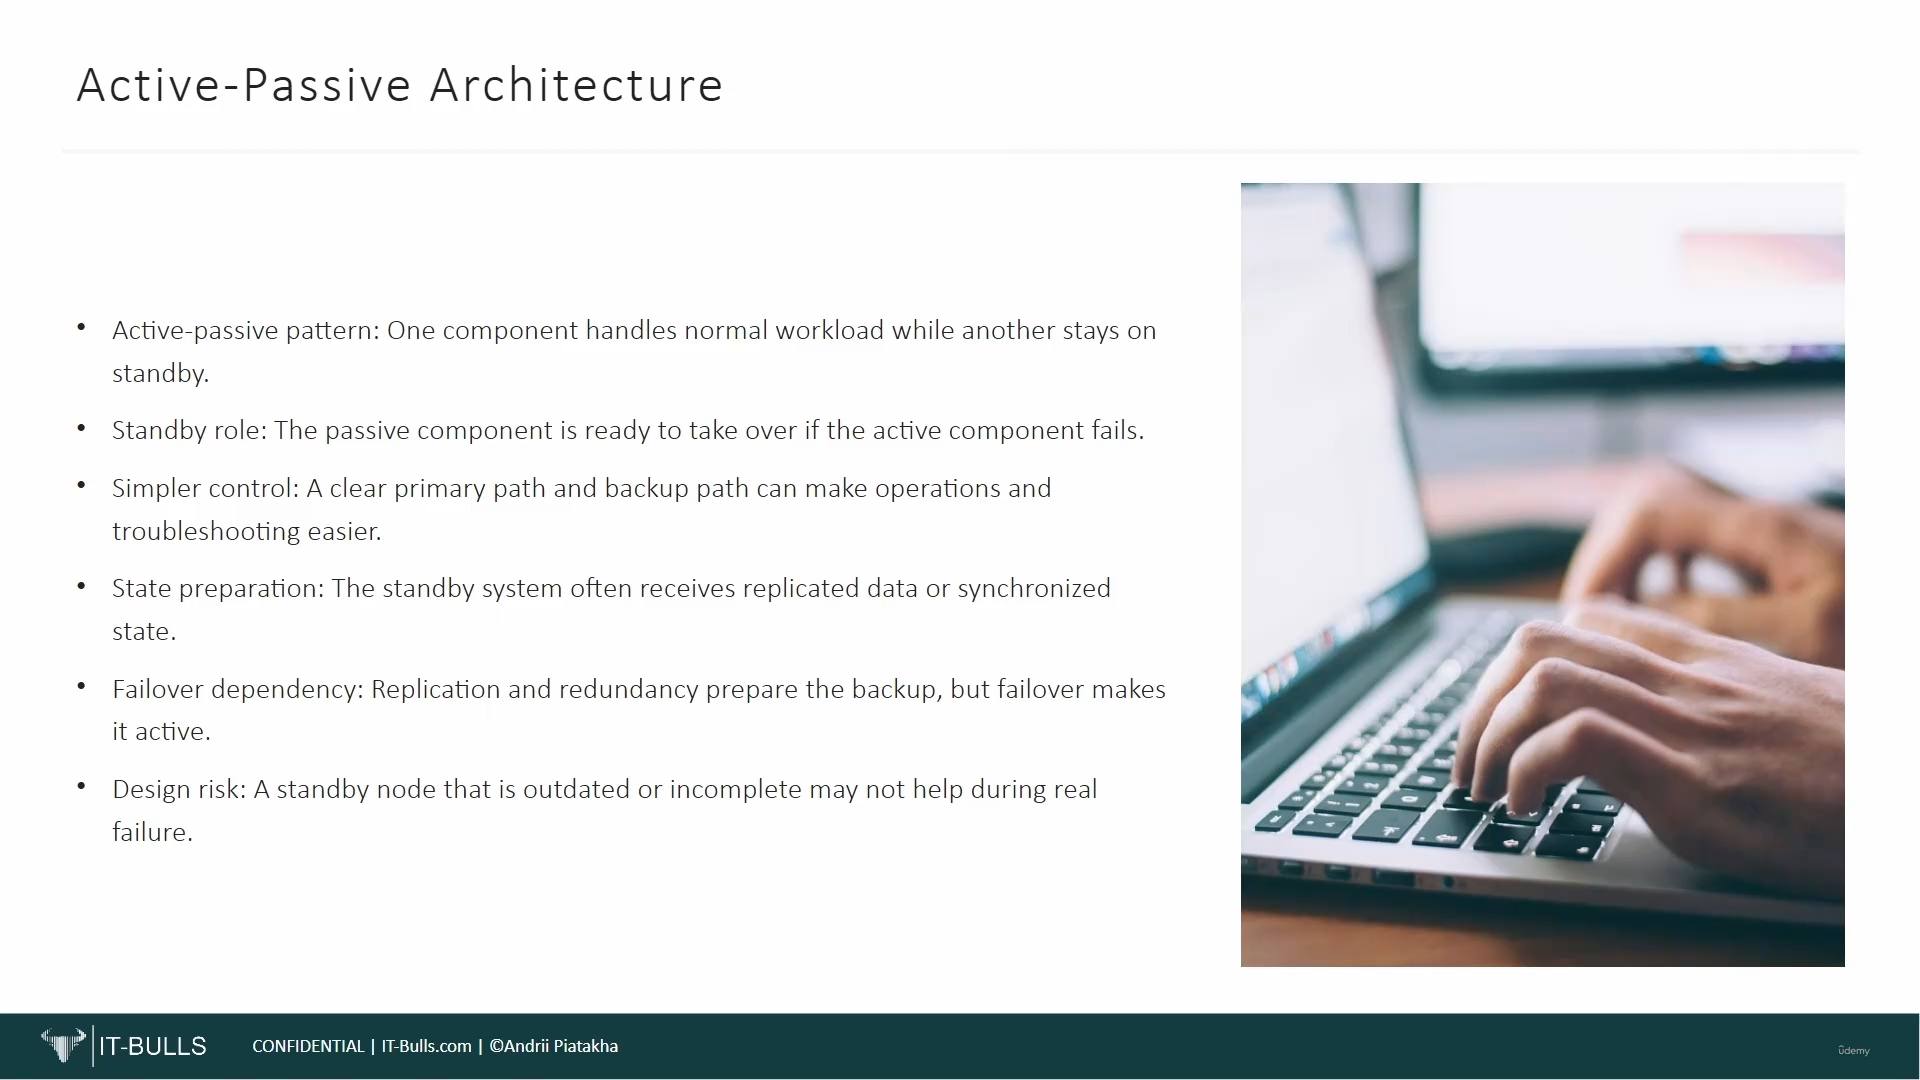 Active-Passive Architecture
• Active-passive pattern: One component handles normal workload while another stays on
standby.
• Standby role: The passive component is ready to take over if the active component fails.
• Simpler control: A clear primary path and backup path can make operations and
troubleshooting easier.
• State preparation: The standby system often receives replicated data or synchronized
state.
• Failover dependency: Replication and redundancy prepare the backup, but failover makes
it active.
• Design risk: A standby node that is outdated or incomplete may not help during real
failure.
IT-BULLS
CONFIDENTIAL | IT-Bulls.com | ©Andrii Piatakha
ûdemy